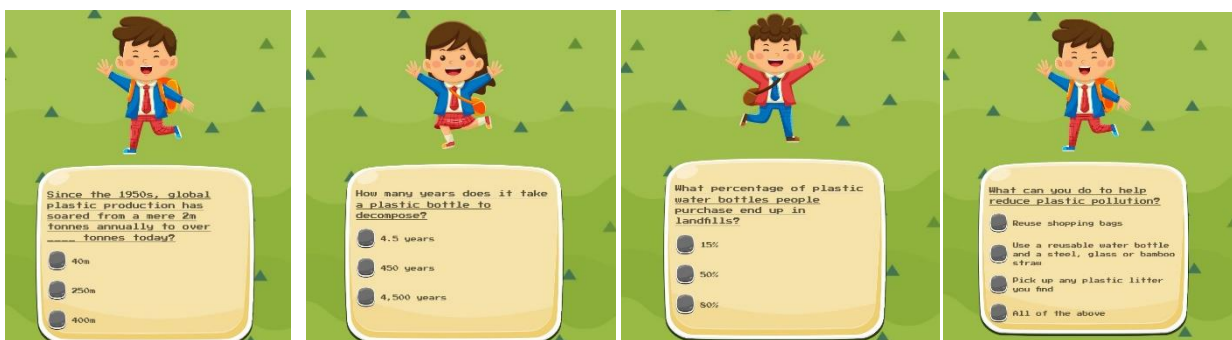 Since the 1950s, global
plastic production has
soared from a mere 2m
tonnes annually to over
____ tonnes today?
40m
250m
400m
How many years does it take
a plastic bottle to
decompose?
4.5 years
450 years
4,500 years
What percentage of plastic
water bottles people
purchase end up in
landfills?
15%
50%
80%
What can you do to help
reduce plastic pollution?
Reuse shopping bags
Use a reusable water bottle
and a steel, glass or bamboo
straw
Pick up any plastic litter
you find
All of the above